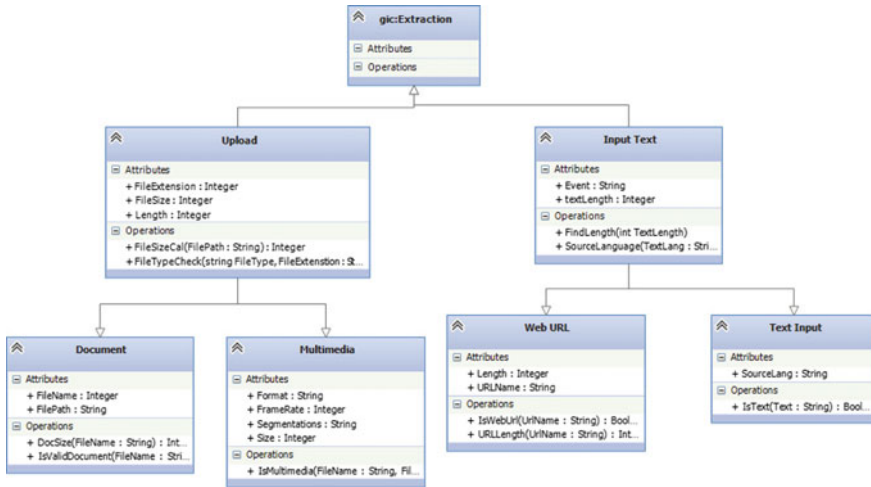 gic:Extraction
Attributes
Operations
Upload
Attributes
+ FileExtension : Integer
+ FileSize : Integer
+ Length : Integer
Operations
+ FileSizeCal(FilePath : String) : Integer
+ FileTypeCheck(string FileType, FileExtenstion : St...
Input Text
Attributes
+ Event : String
+ textLength : Integer
Operations
+ FindLength(int TextLength)
+ SourceLanguage(TextLang : Stri...
Document
Attributes
+ FileName : Integer
+ FilePath : String
Operations
+ DocSize(FileName : String) : Int...
+ IsValidDocument(FileName : Stri...
Multimedia
Attributes
+ Format : String
+ FrameRate : Integer
+ Segmentations : String
+ Size : Integer
Operations
+ IsMultimedia(FileName : String, Fil...
Web URL
Attributes
+ Length : Integer
+ URLName : String
Operations
+ IsWebUrl(UrlName : String) : Bool...
+ URLLength(UrlName : String) : Int...
Text Input
Attributes
+ SourceLang : String
Operations
+ IsText(Text : String) : Bool...